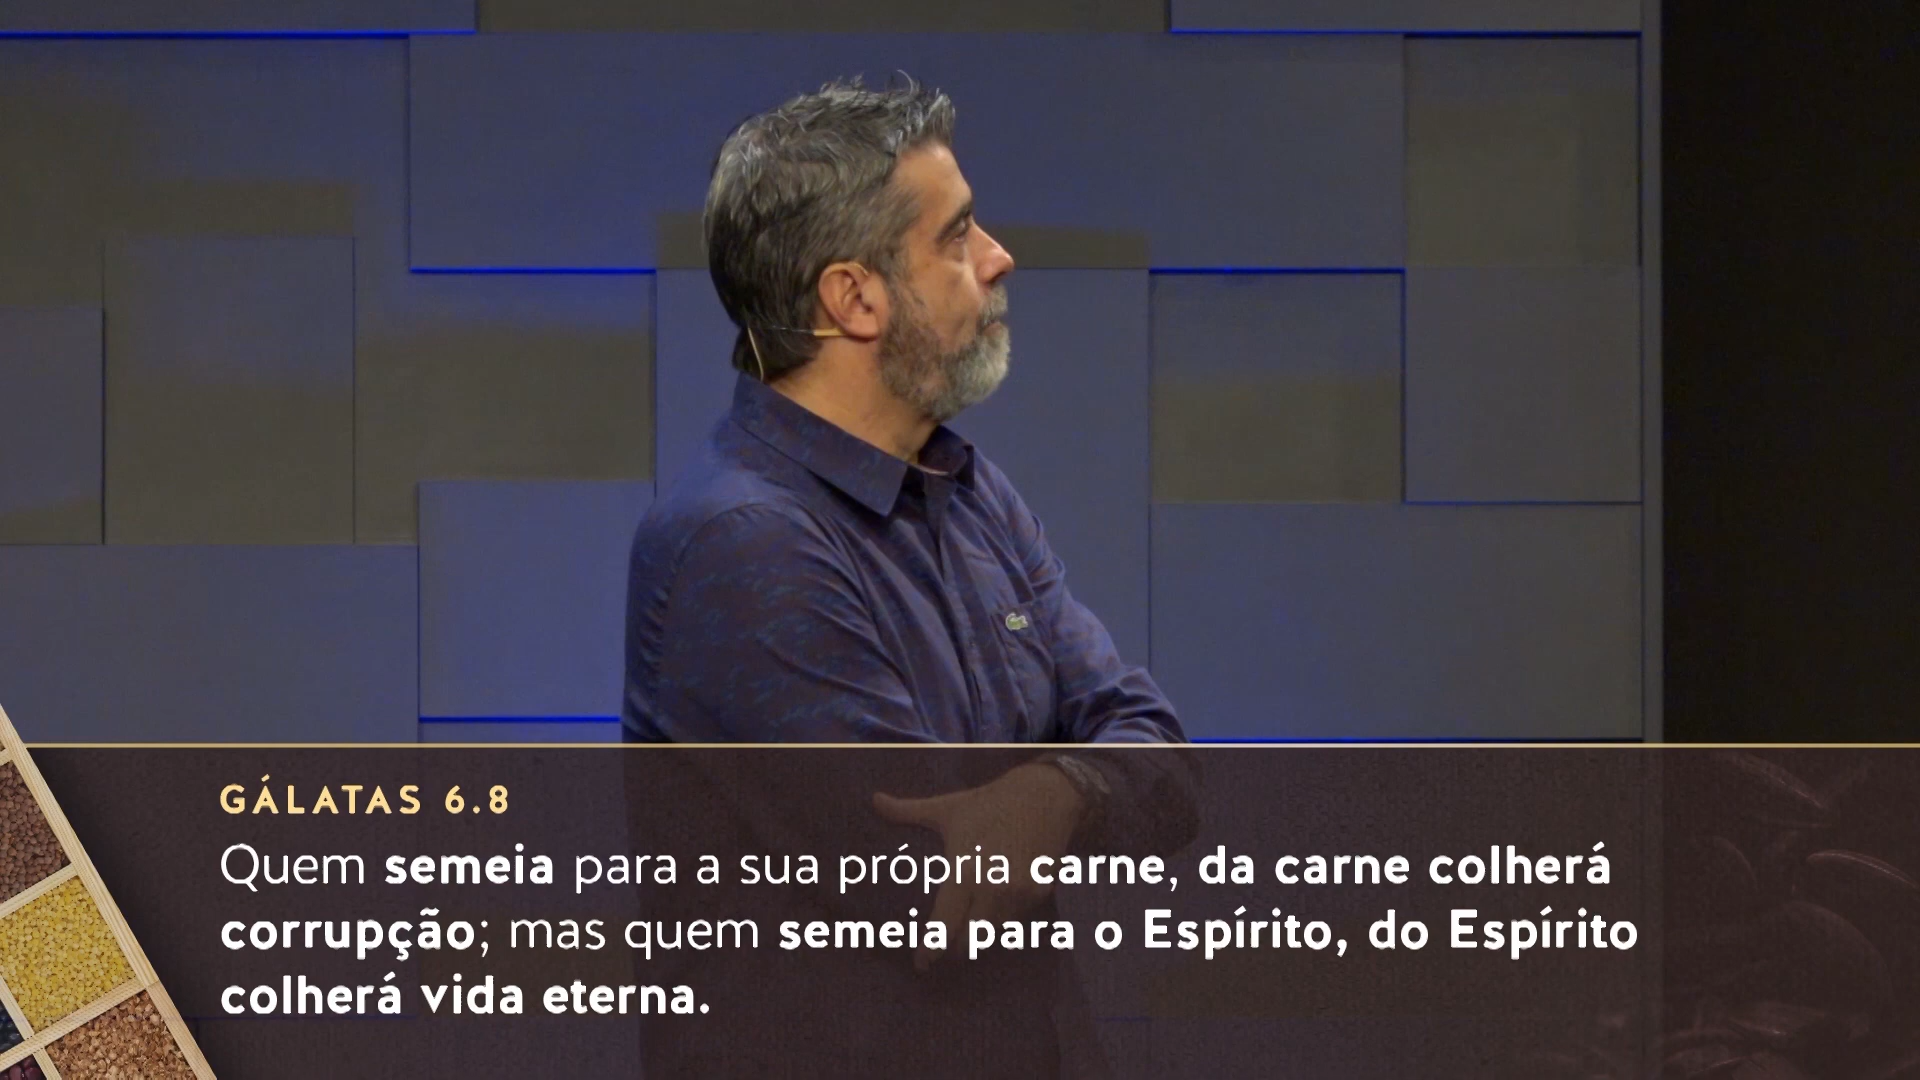 GÁLATAS 6.8
Quem semeia para a sua própria carne, da carne colherá
corrupção; mas quem semeia para o Espírito, do Espírito
colherá vida eterna.